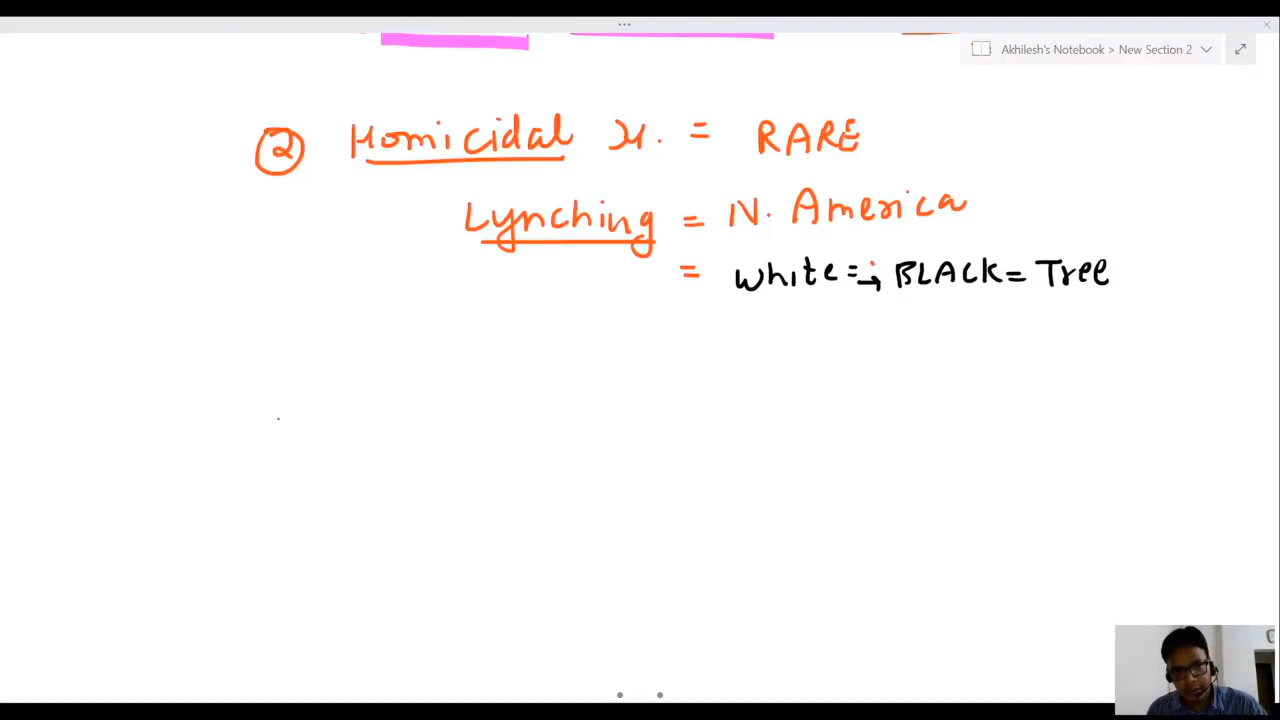 Akhilesh's Notebook > New Section 2
② Homicidal H. = RARE
Lynching = N. America
= White = → BLACK = Tree